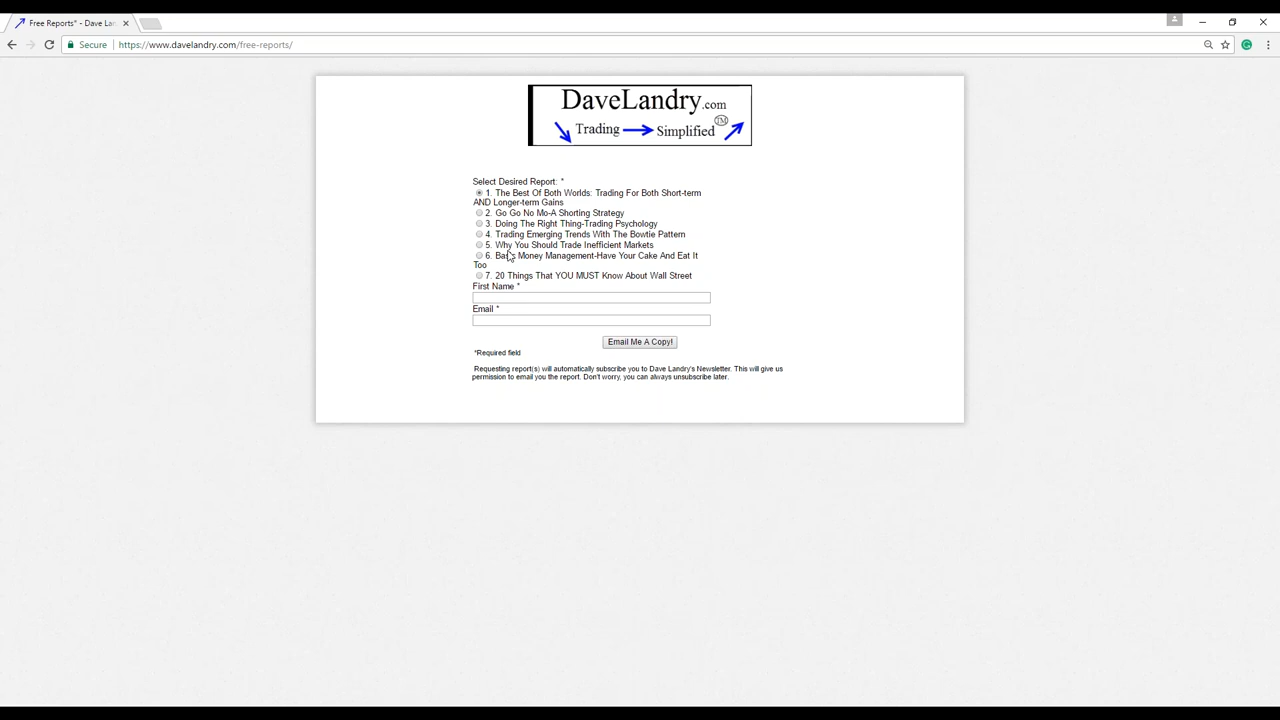 Free Reports* - Dave Lan
Secure
https://www.davelandry.com/free-reports/
DaveLandry.com
Trading Simplified TM
Select Desired Report: *
1. The Best Of Both Worlds: Trading For Both Short-term
AND Longer-term Gains
2. Go Go No Mo-A Shorting Strategy
3. Doing The Right Thing-Trading Psychology
4. Trading Emerging Trends With The Bowtie Pattern
5. Why You Should Trade Inefficient Markets
6. Basic Money Management-Have Your Cake And Eat It
Too
7. 20 Things That YOU MUST Know About Wall Street
First Name *
Email *
Email Me A Copy!
*Required field
Requesting report(s) will automatically subscribe you to Dave Landry's Newsletter. This will give us
permission to email you the report. Don't worry, you can always unsubscribe later.